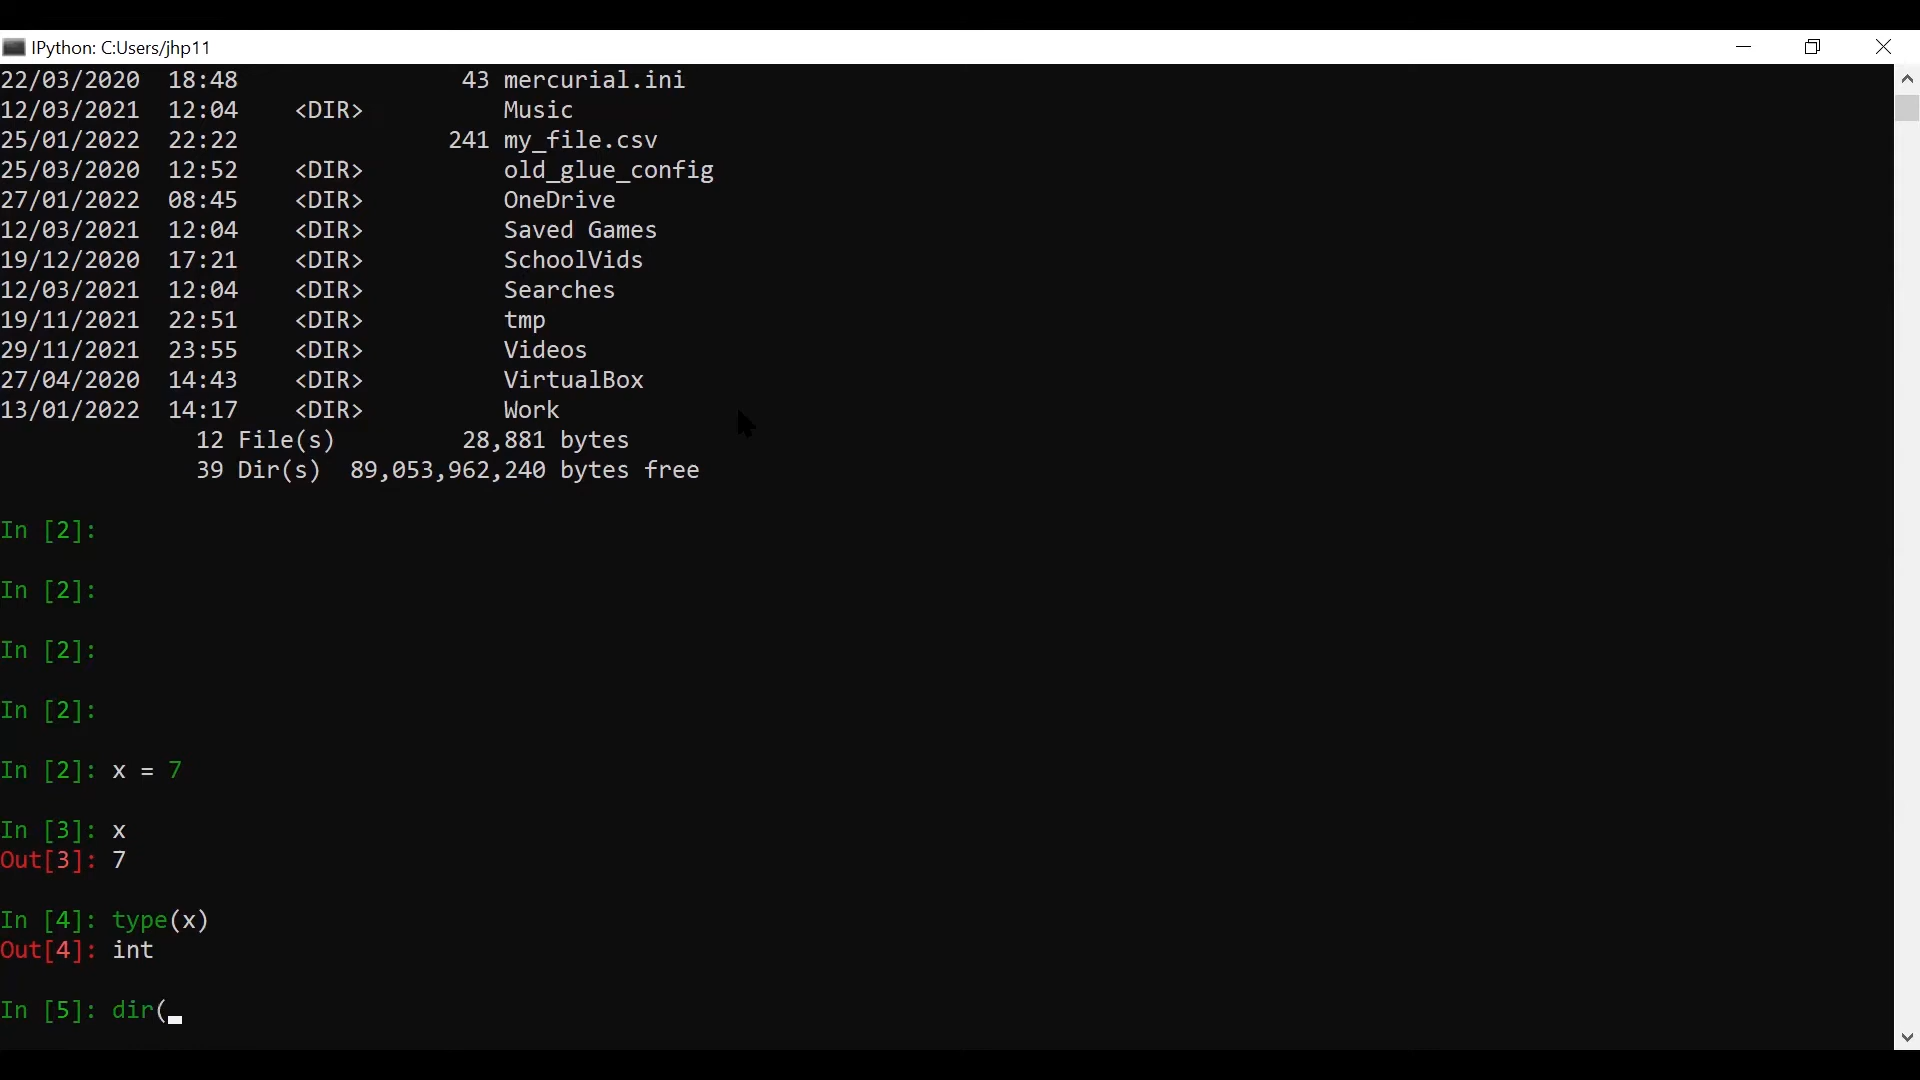 IPython: C:Users/jhp11
22/03/2020  18:48                43 mercurial.ini
12/03/2021  12:04    <DIR>          Music
25/01/2022  22:22               241 my_file.csv
25/03/2020  12:52    <DIR>          old_glue_config
27/01/2022  08:45    <DIR>          OneDrive
12/03/2021  12:04    <DIR>          Saved Games
19/12/2020  17:21    <DIR>          SchoolVids
12/03/2021  12:04    <DIR>          Searches
19/11/2021  22:51    <DIR>          tmp
29/11/2021  23:55    <DIR>          Videos
27/04/2020  14:43    <DIR>          VirtualBox
13/01/2022  14:17    <DIR>          Work
              12 File(s)         28,881 bytes
              39 Dir(s)  89,053,962,240 bytes free
In [2]:
In [2]:
In [2]:
In [2]:
In [2]: x = 7
In [3]: x
Out[3]: 7
In [4]: type(x)
Out[4]: int
In [5]: dir(